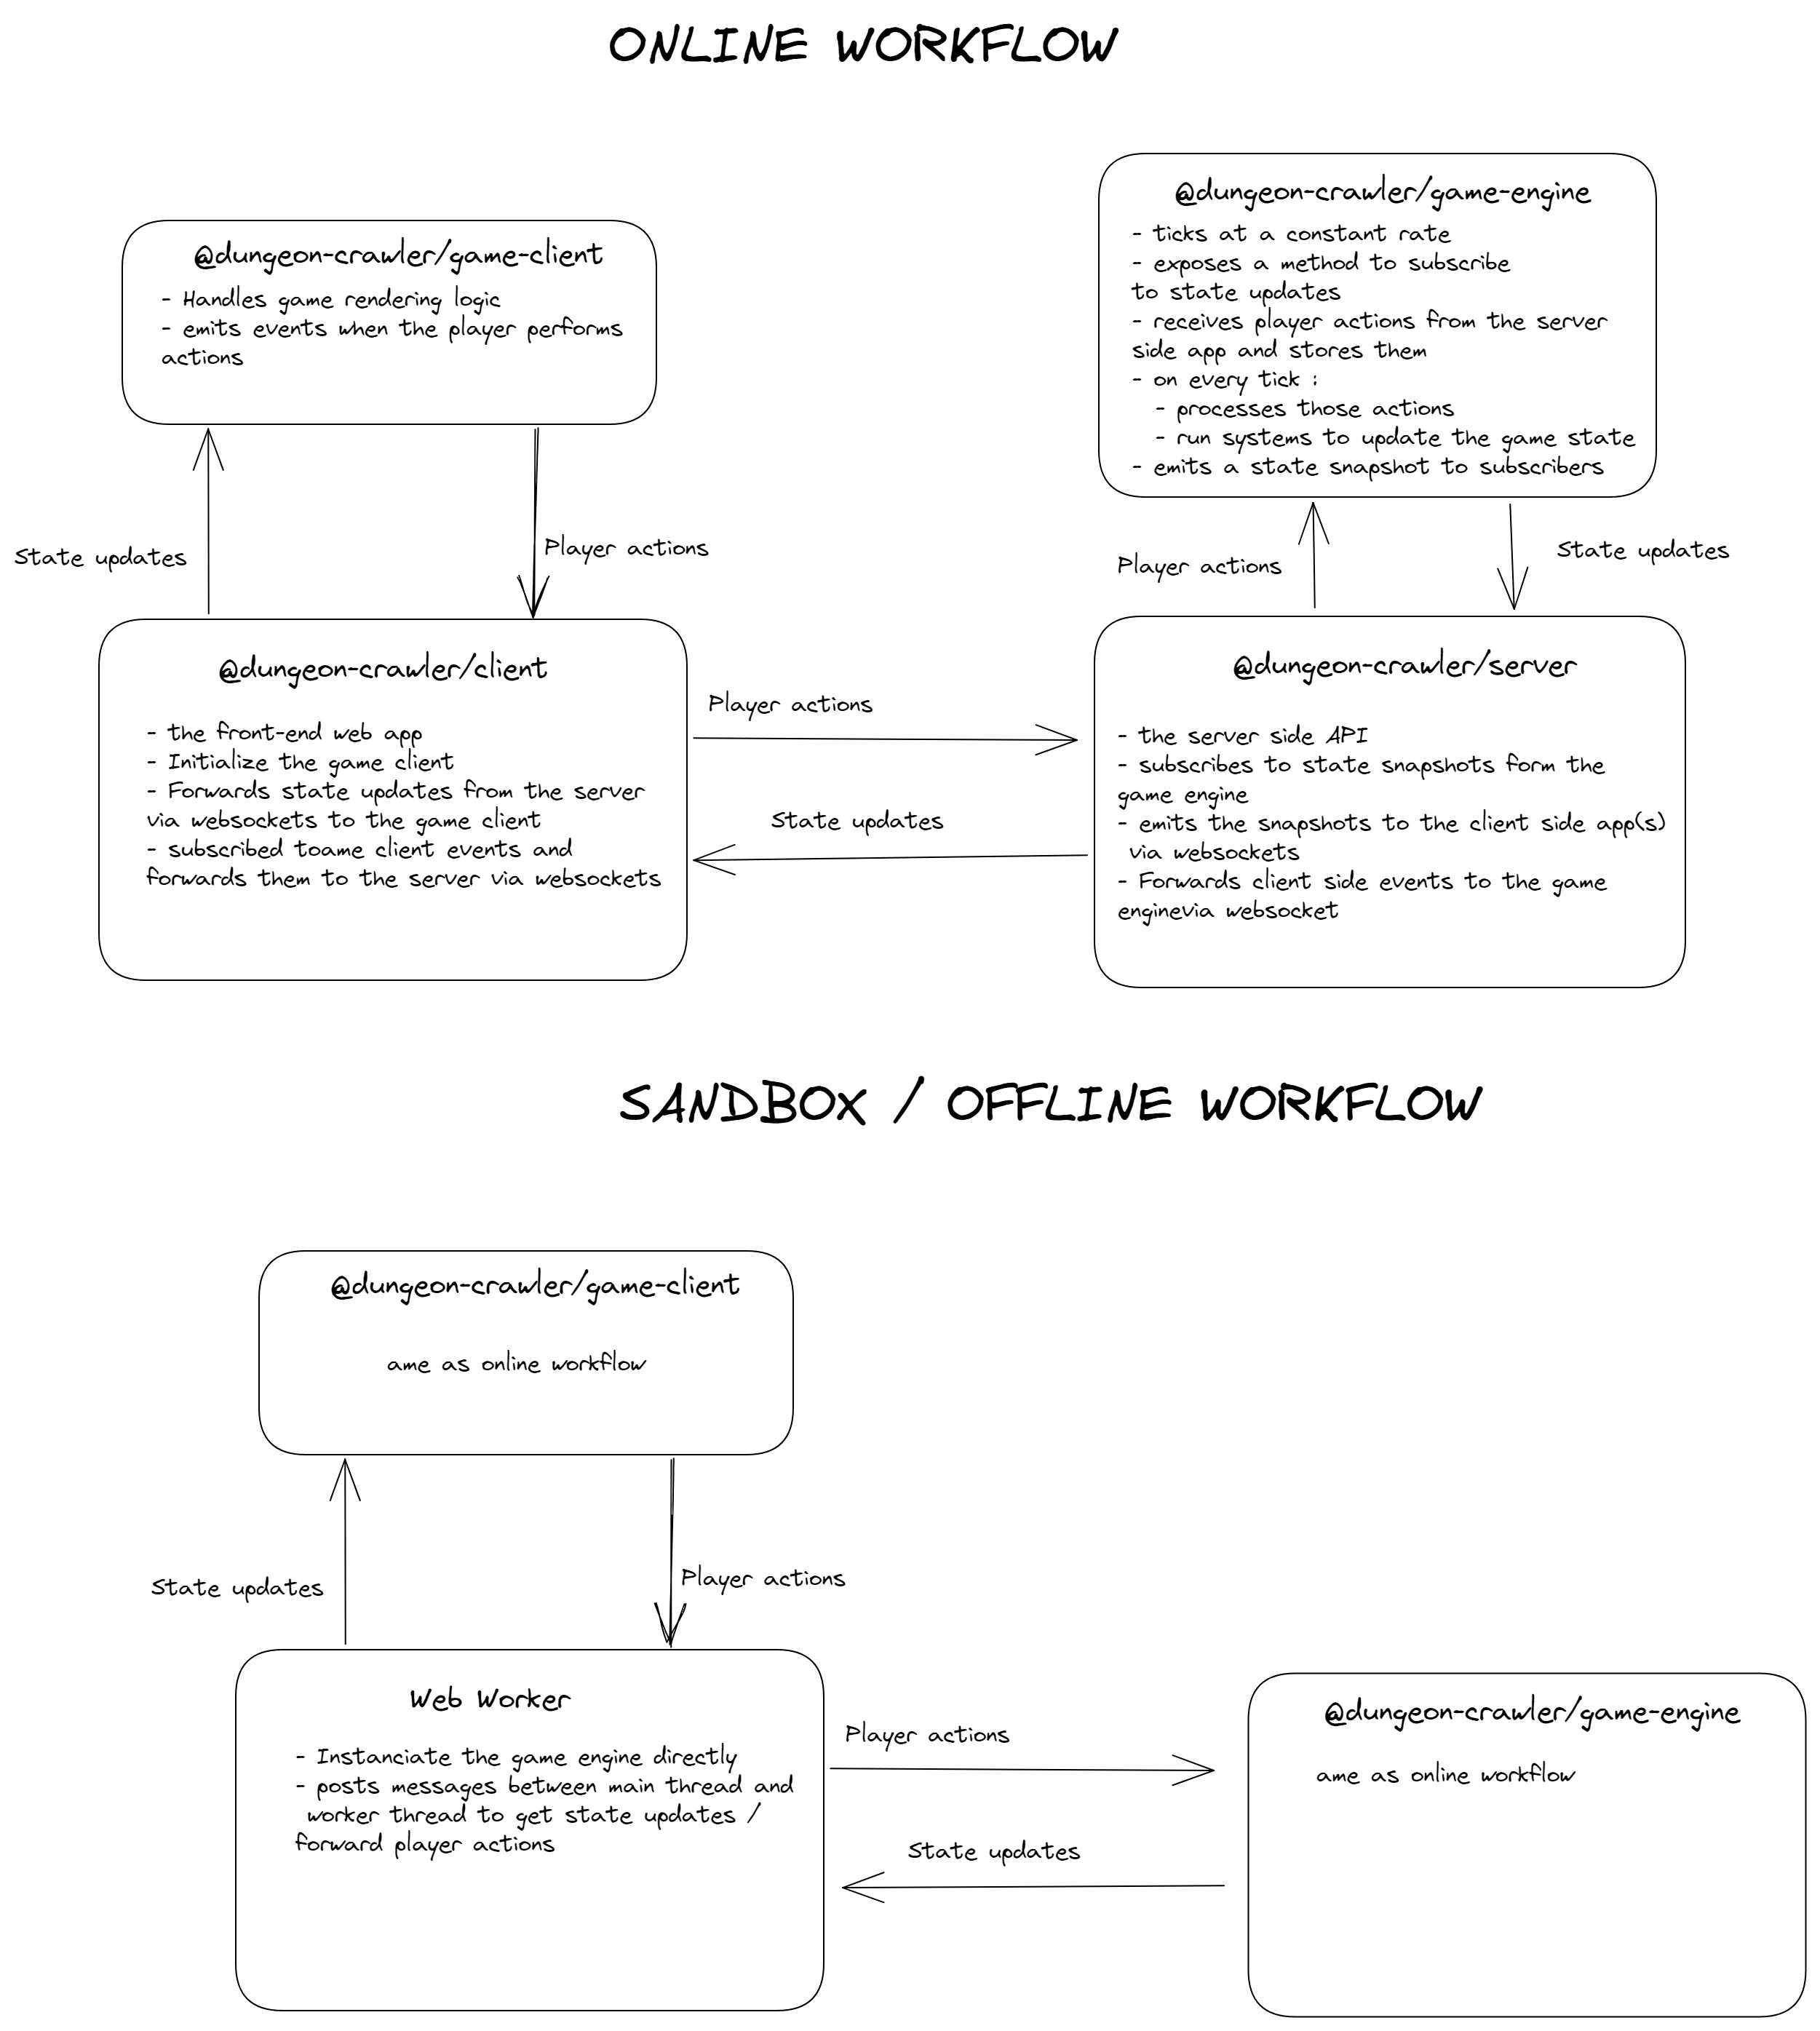 ONLINE WORKFLOW
@dungeon-crawler/game-client
- Handles game rendering logic
- emits events when the player performs
actions
@dungeon-crawler/game-engine
- ticks at a constant rate
- exposes a method to subscribe
to state updates
- receives player actions from the server
side app and stores them
- on every tick :
- processes those actions
- run systems to update the game state
- emits a state snapshot to subscribers
State updates
Player actions
Player actions
State updates
@dungeon-crawler/client
- the front-end web app
- Initialize the game client
- Forwards state updates from the server
via websockets to the game client
- subscribed toame client events and
forwards them to the server via websockets
Player actions
State updates
@dungeon-crawler/server
- the server side API
- subscribes to state snapshots form the
game engine
- emits the snapshots to the client side app(s)
via websockets
- Forwards client side events to the game
enginevia websocket
SANDBOX / OFFLINE WORKFLOW
@dungeon-crawler/game-client
ame as online workflow
State updates
Player actions
Web Worker
- Instanciate the game engine directly
- posts messages between main thread and
worker thread to get state updates /
forward player actions
Player actions
State updates
@dungeon-crawler/game-engine
ame as online workflow